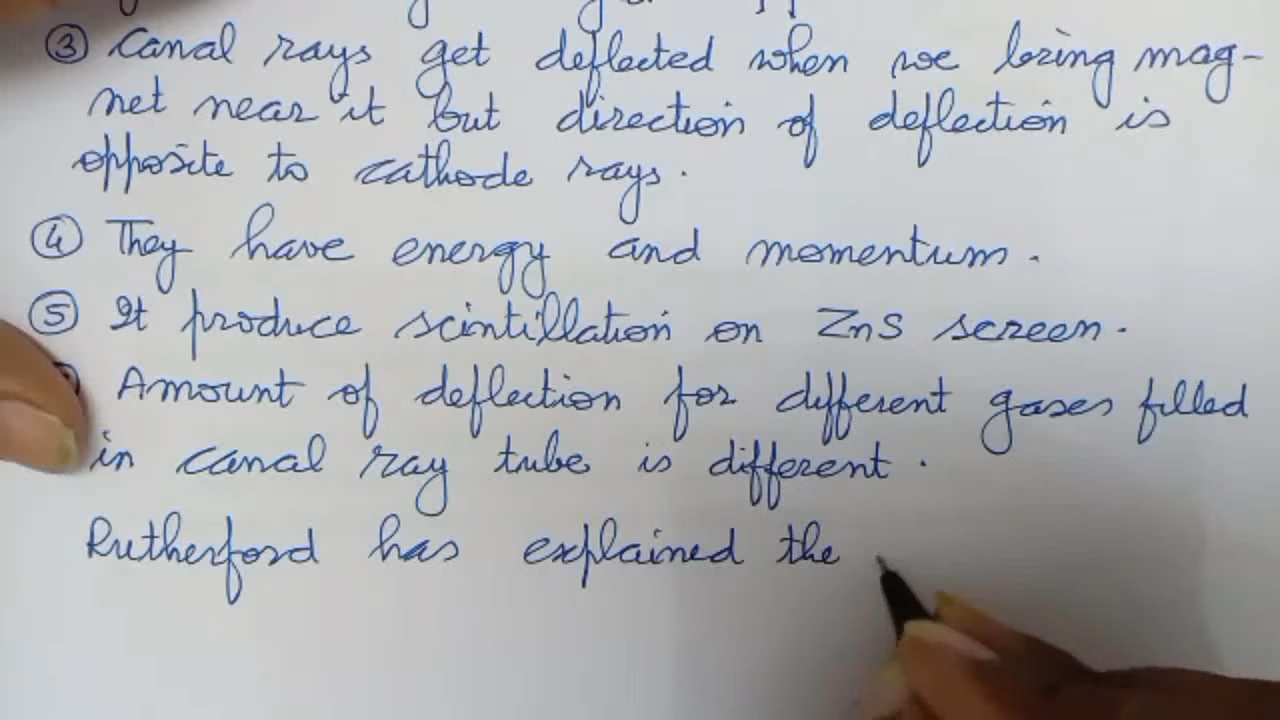 ③ Canal rays get deflected when we bring mag-
net near it but direction of deflection is
opposite to cathode rays.
④ They have energy and momentum.
⑤ It produce scintillation on ZnS screen.
Amount of deflection for different gases filled
in canal ray tube is different.
Rutherford has explained the